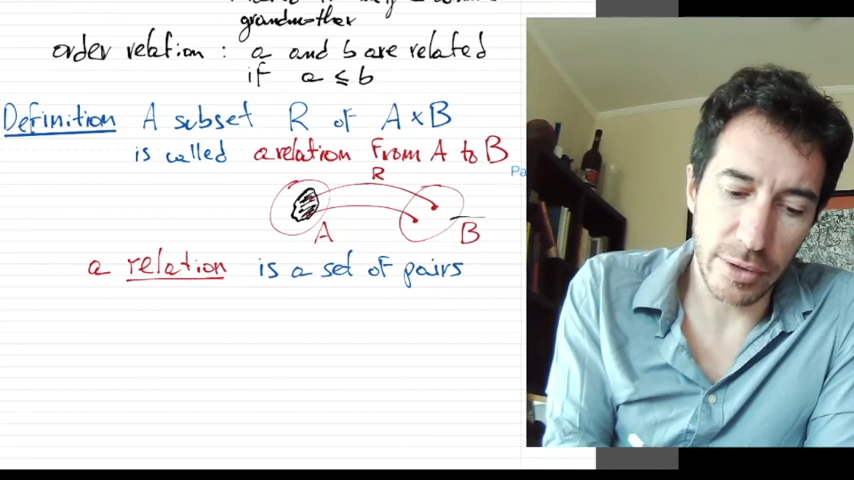 grandmother
order relation : a and b are related
if a ≤ b
Definition A subset R of A × B
is called a relation from A to B
Pa
R
A
B
a relation is a set of pairs